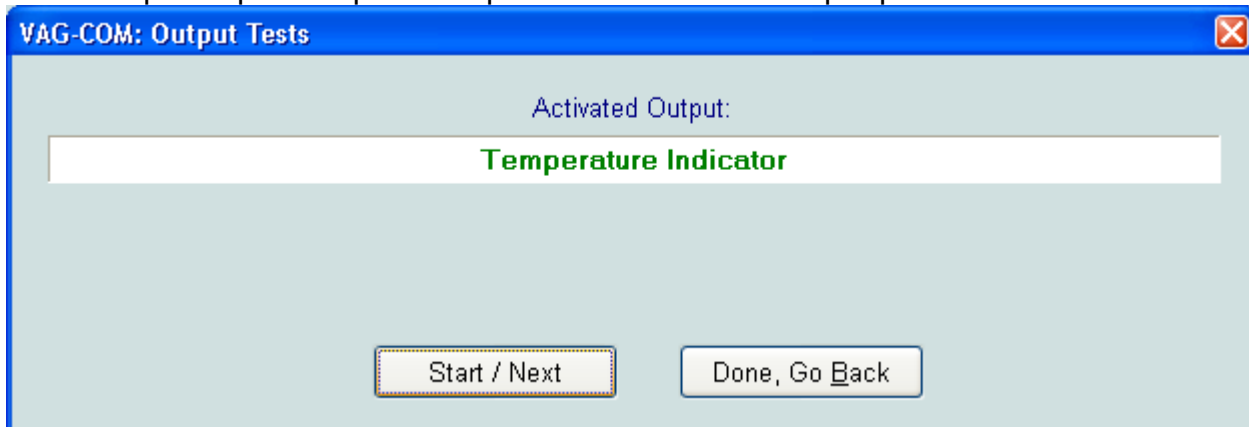 VAG-COM: Output Tests
Activated Output:
Temperature Indicator
Start / Next
Done, Go Back